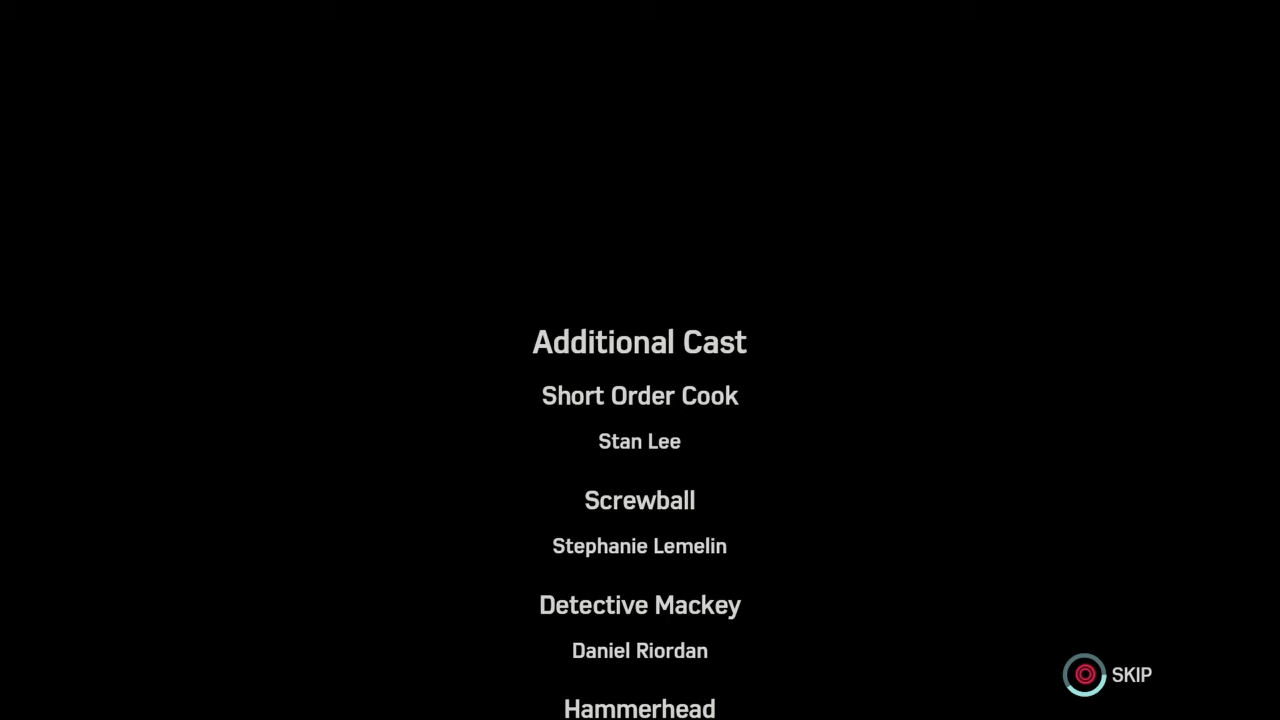 Additional Cast
Short Order Cook
Stan Lee
Screwball
Stephanie Lemelin
Detective Mackey
Daniel Riordan
Hammerhead
SKIP